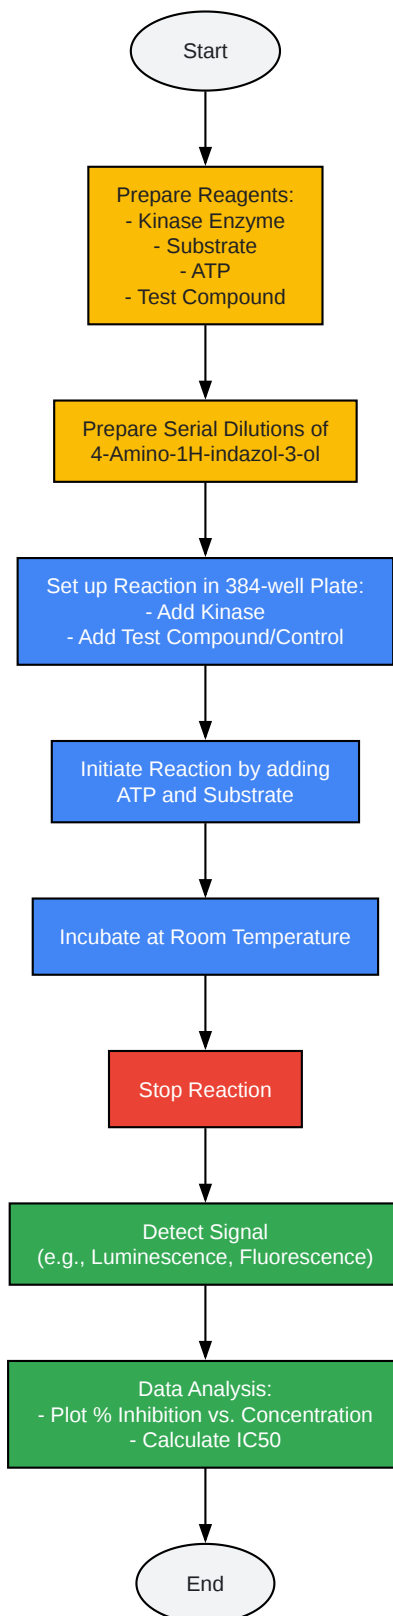 Start
Prepare Reagents:
- Kinase Enzyme
- Substrate
- ATP
- Test Compound
Prepare Serial Dilutions of
4-Amino-1H-indazol-3-ol
Set up Reaction in 384-well Plate:
- Add Kinase
- Add Test Compound/Control
Initiate Reaction by adding
ATP and Substrate
Incubate at Room Temperature
Stop Reaction
Detect Signal
(e.g., Luminescence, Fluorescence)
Data Analysis:
- Plot % Inhibition vs. Concentration
- Calculate IC50
End